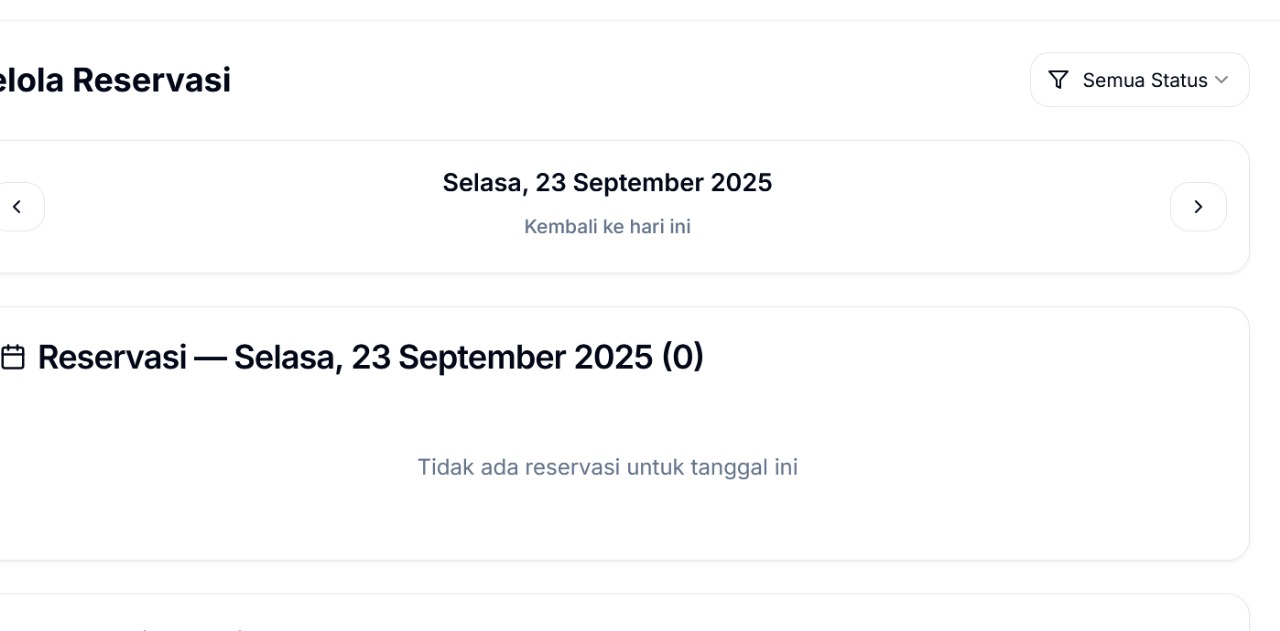 elola Reservasi
Semua Status
Selasa, 23 September 2025
Kembali ke hari ini
Reservasi — Selasa, 23 September 2025 (0)
Tidak ada reservasi untuk tanggal ini